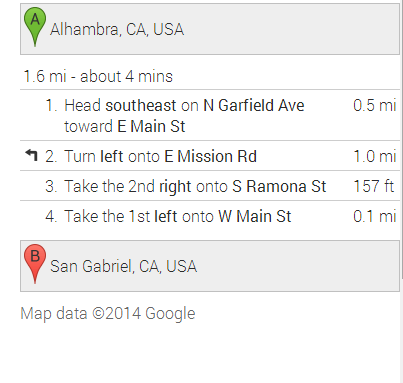 A
Alhambra, CA, USA
1.6 mi - about 4 mins
1. Head southeast on N Garfield Ave 0.5 mi
toward E Main St
2. Turn left onto E Mission Rd 1.0 mi
3. Take the 2nd right onto S Ramona St 157 ft
4. Take the 1st left onto W Main St 0.1 mi
B
San Gabriel, CA, USA
Map data ©2014 Google